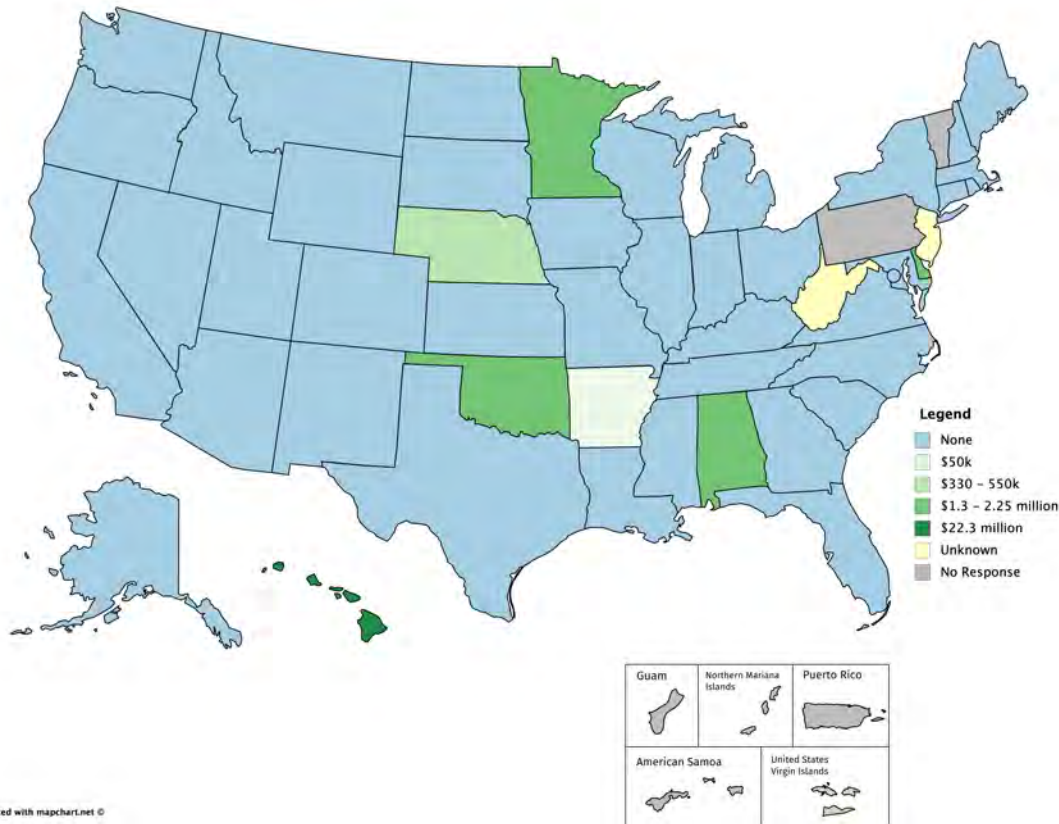 Legend
None
$50k
$330 – 550k
$1.3 – 2.25 million
$22.3 million
Unknown
No Response
Guam
Northern Mariana
Islands
Puerto Rico
American Samoa
United States
Virgin Islands
ted with mapchart.net ©